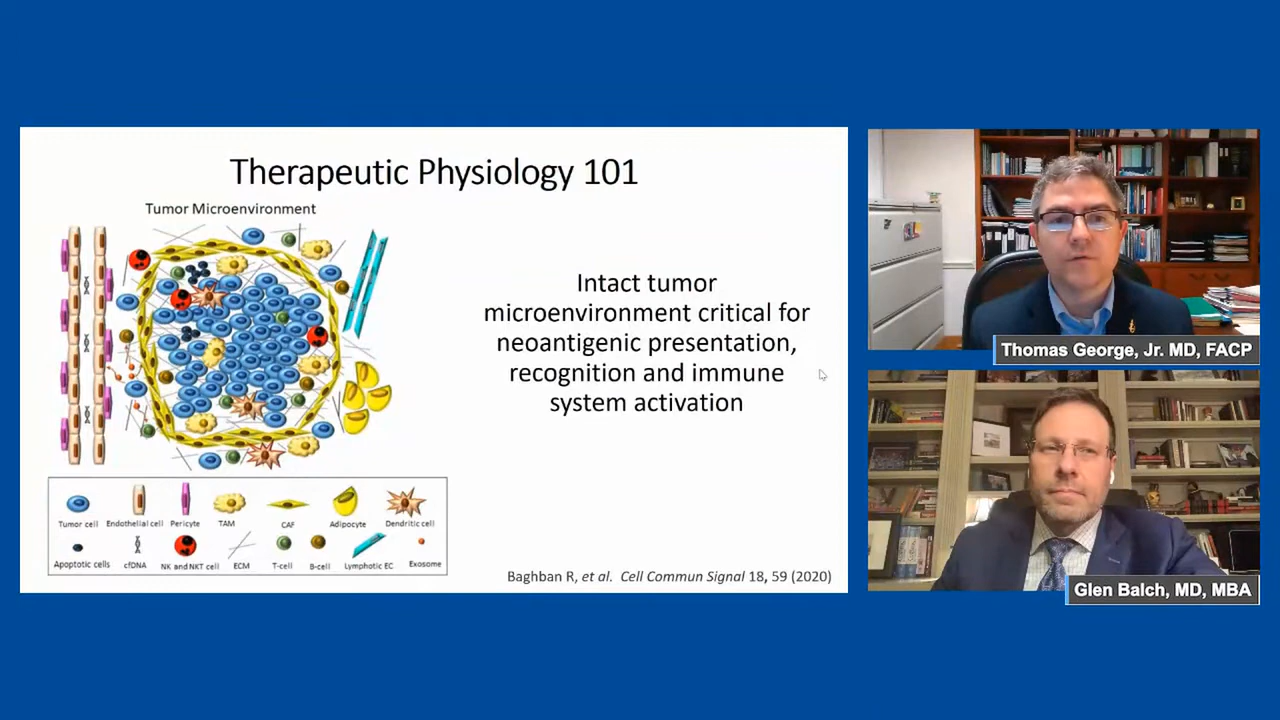 Therapeutic Physiology 101
Tumor Microenvironment
Intact tumor
microenvironment critical for
neoantigenic presentation,
recognition and immune
system activation
Tumor cell Endothelial cell Pericyte TAM CAF Adipocyte Dendritic cell
Apoptotic cells cfDNA NK and NKT cell ECM T-cell B-cell Lymphotic EC Exosome
Baghban R, et al. Cell Commun Signal 18, 59 (2020)
Thomas George, Jr. MD, FACP
Glen Balch, MD, MBA